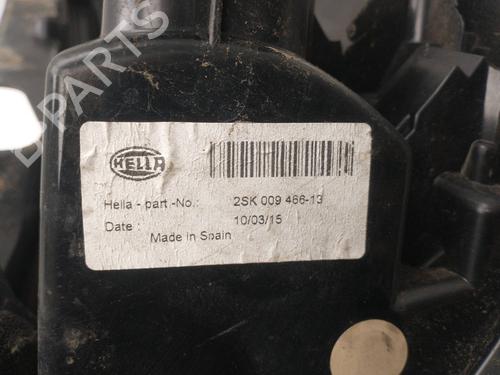 B-PARTS
HELLA
Hella - part -No.: 2SK 009 466-13
Date : 10/03/15
Made in Spain